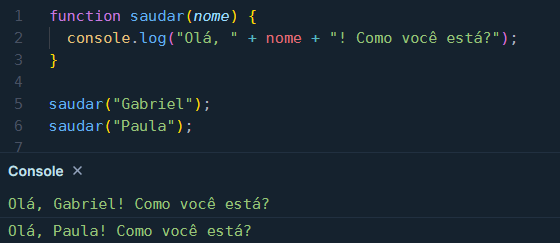 1 function saudar(nome) {
2 console.log("Olá, " + nome + "! Como você está?");
3 }
4
5 saudar("Gabriel");
6 saudar("Paula");
7
Console ×
Olá, Gabriel! Como você está?
Olá, Paula! Como você está?